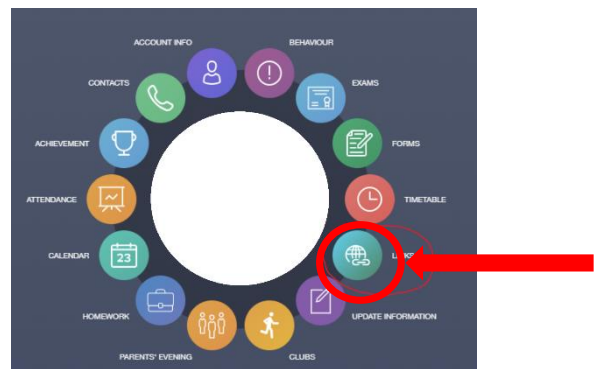 ACCOUNT INFO
BEHAVIOUR
CONTACTS
EXAMS
ACHIEVEMENT
FORMS
ATTENDANCE
TIMETABLE
CALENDAR
23
HOMEWORK
UPDATE INFORMATION
PARENTS' EVENING
CLUBS